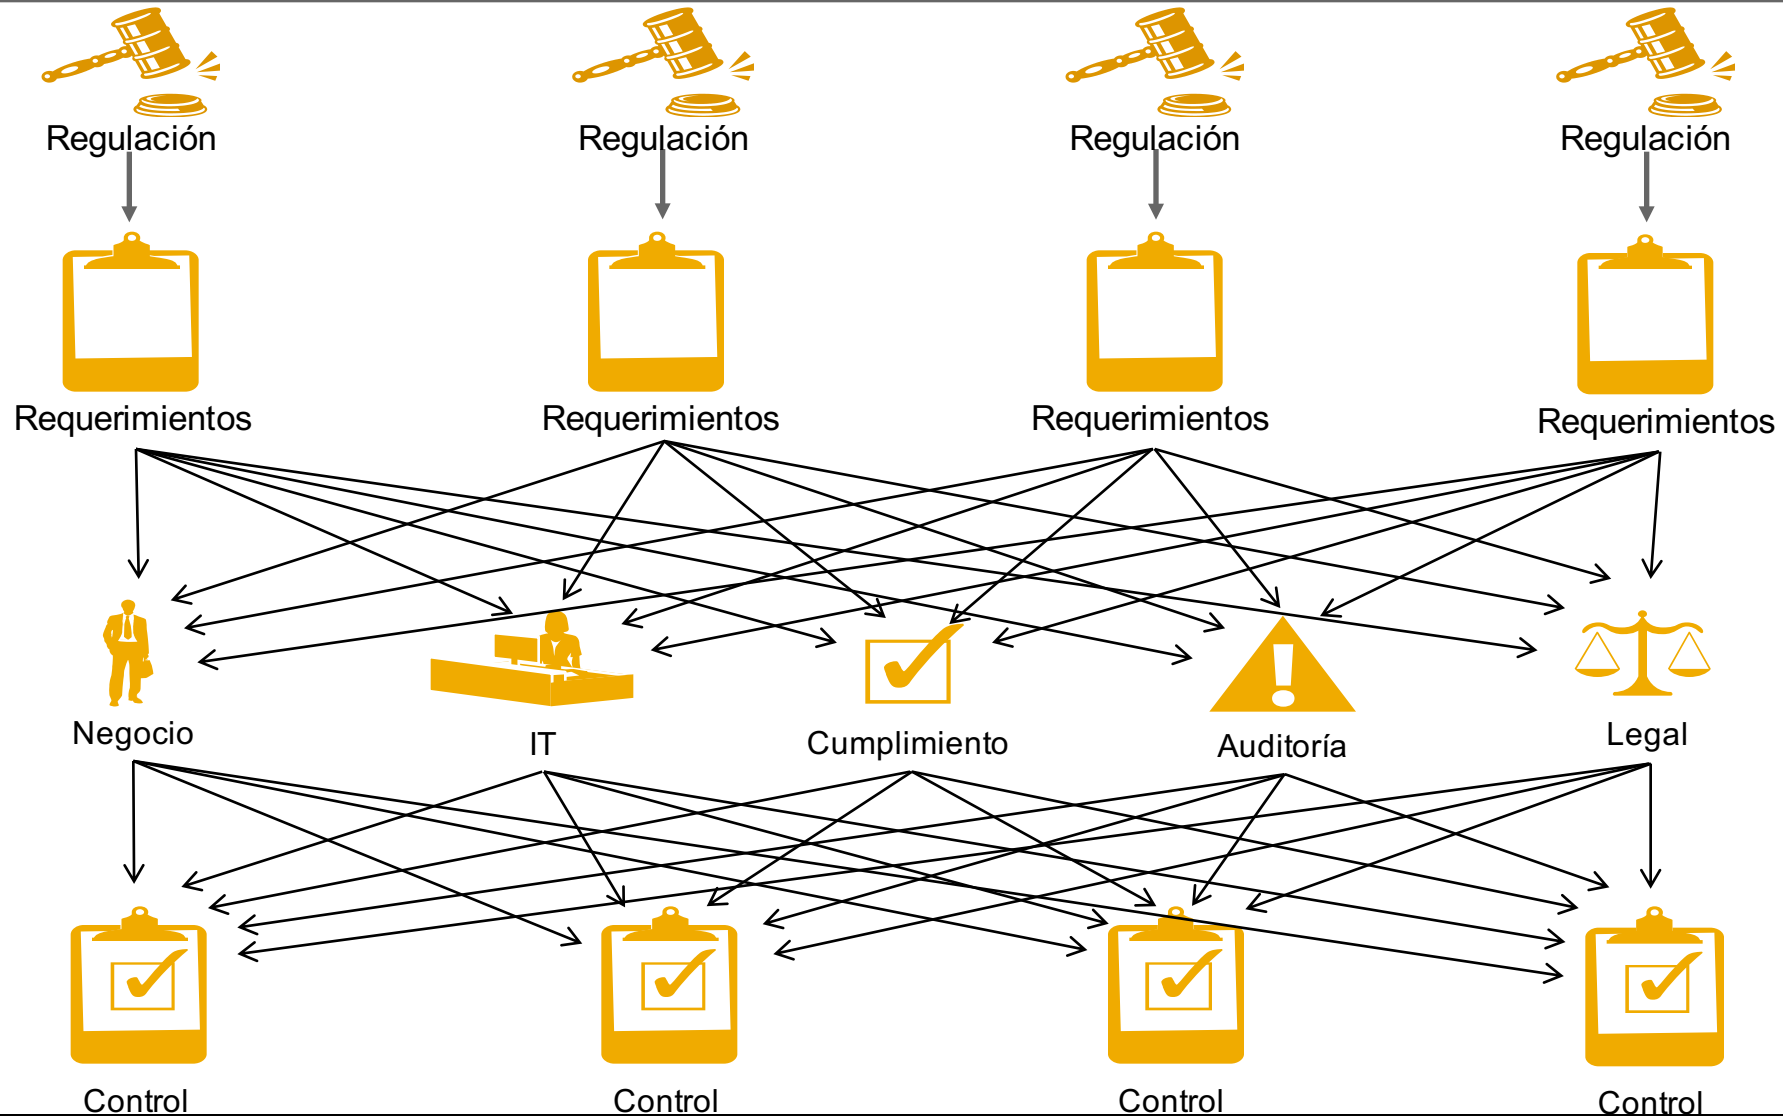 Regulación
Regulación
Regulación
Regulación
Requerimientos
Requerimientos
Requerimientos
Requerimientos
Negocio
IT
Cumplimiento
Auditoría
Legal
Control
Control
Control
Control